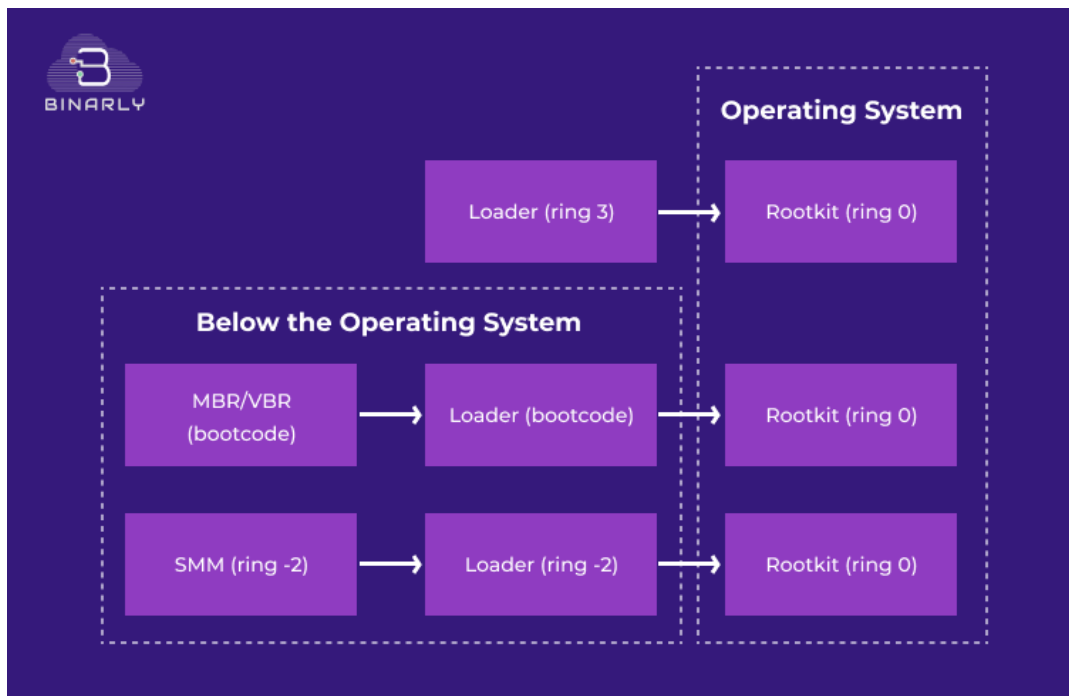 BINARLY
Operating System
Loader (ring 3)
Rootkit (ring 0)
Below the Operating System
MBR/VBR
(bootcode)
Loader (bootcode)
Rootkit (ring 0)
SMM (ring -2)
Loader (ring -2)
Rootkit (ring 0)